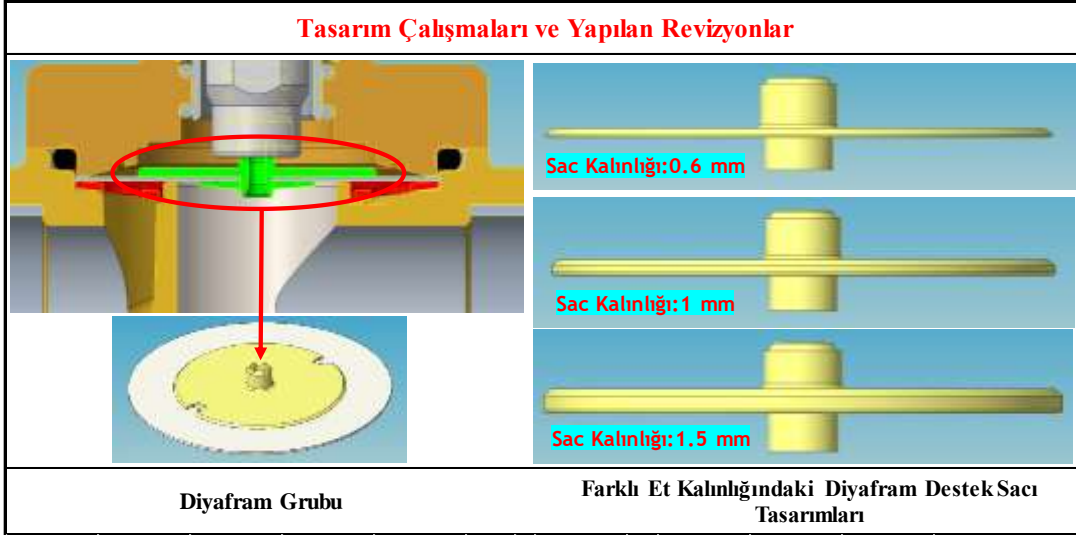 Tasarım Çalışmaları ve Yapılan Revizyonlar
Sac Kalınlığı:0.6 mm
Sac Kalınlığı:1 mm
Sac Kalınlığı:1.5 mm
Diyafram Grubu
Farklı Et Kalınlığındaki Diyafram Destek Sacı
Tasarımları